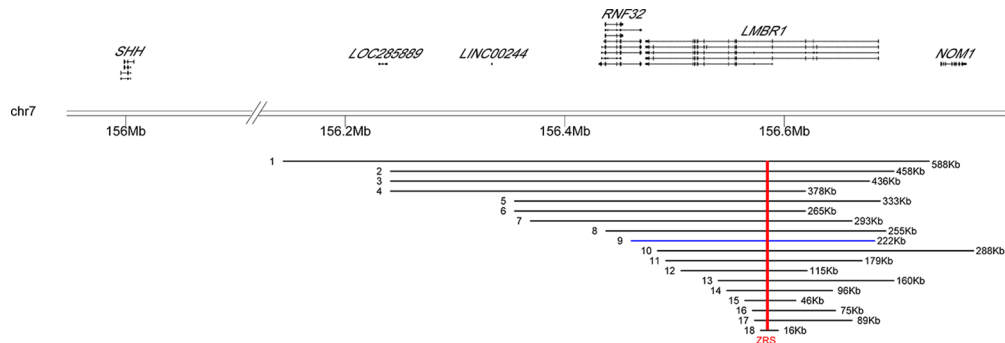 RNF32
SHH
LOC285889
LINC00244
LMBR1
NOM1
chr7
156Mb
156.2Mb
156.4Mb
156.6Mb
1 588Kb
2 458Kb
3 436Kb
4 378Kb
5 333Kb
6 265Kb
7 293Kb
8 255Kb
9 222Kb
10 288Kb
11 179Kb
12 115Kb
13 160Kb
14 96Kb
15 46Kb
16 75Kb
17 89Kb
18 16Kb
ZRS